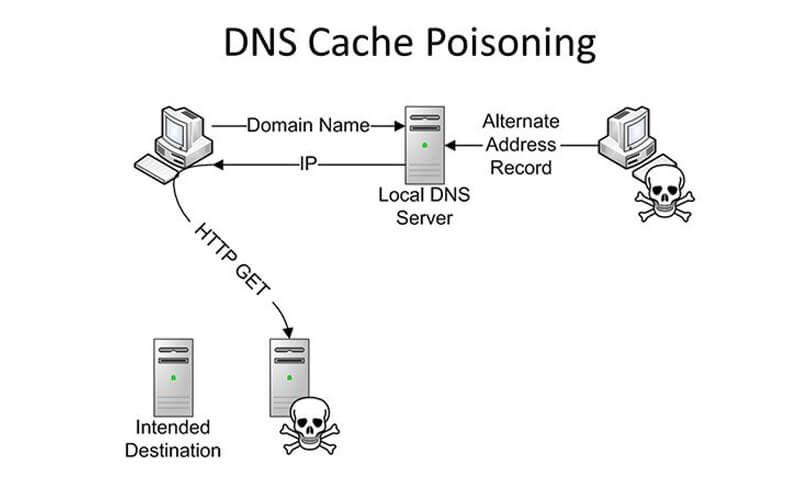 DNS Cache Poisoning
Domain Name
IP
Local DNS
Server
Alternate
Address
Record
HTTP GET
Intended
Destination